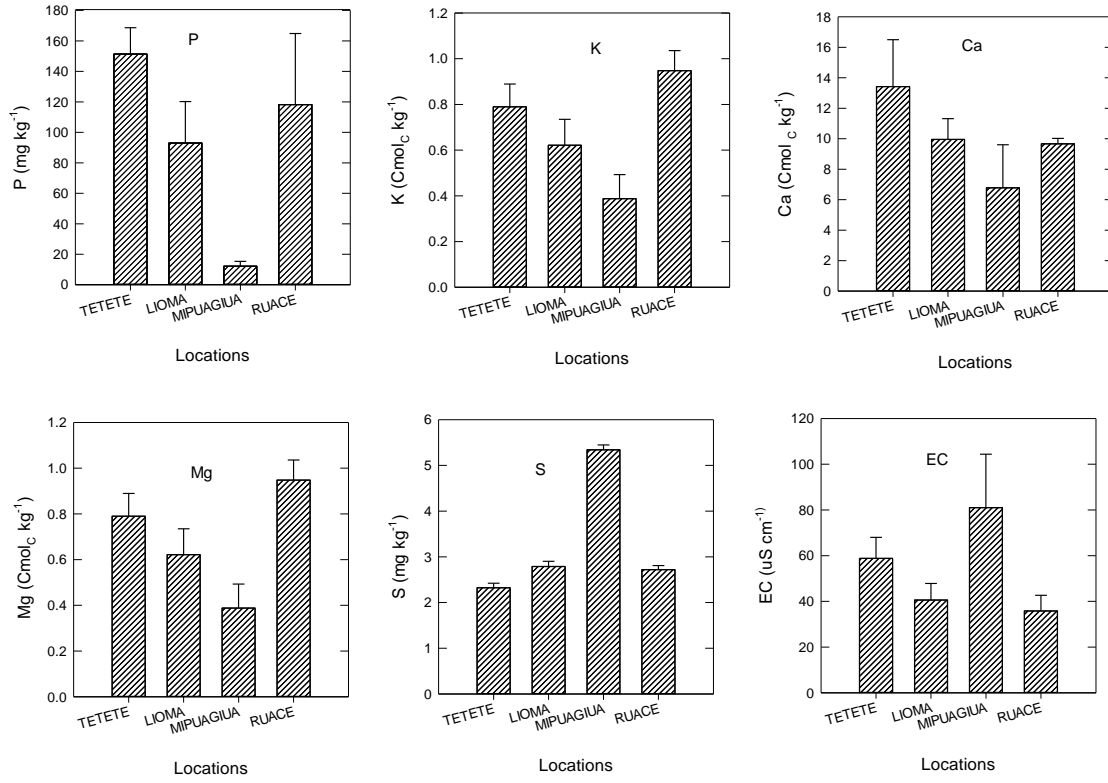 P
P (mg kg⁻¹)
180
160
140
120
100
80
60
40
20
0
TETETE
LIOMA
MIPUAGIUA
RUACE
Locations
K
K (Cmol_C kg⁻¹)
1.2
1.0
0.8
0.6
0.4
0.2
0.0
TETETE
LIOMA
MIPUAGIUA
RUACE
Locations
Ca
Ca (Cmol_C kg⁻¹)
18
16
14
12
10
8
6
4
2
0
TETETE
LIOMA
MIPUAGIUA
RUACE
Locations
Mg
Mg (Cmol_C kg⁻¹)
1.2
1.0
0.8
0.6
0.4
0.2
0.0
TETETE
LIOMA
MIPUAGIUA
RUACE
Locations
S
S (mg kg⁻¹)
6
5
4
3
2
1
0
TETETE
LIOMA
MIPUAGIUA
RUACE
Locations
EC
EC (uS cm⁻¹⁾
120
100
80
60
40
20
0
TETETE
LIOMA
MIPUAGIUA
RUACE
Locations